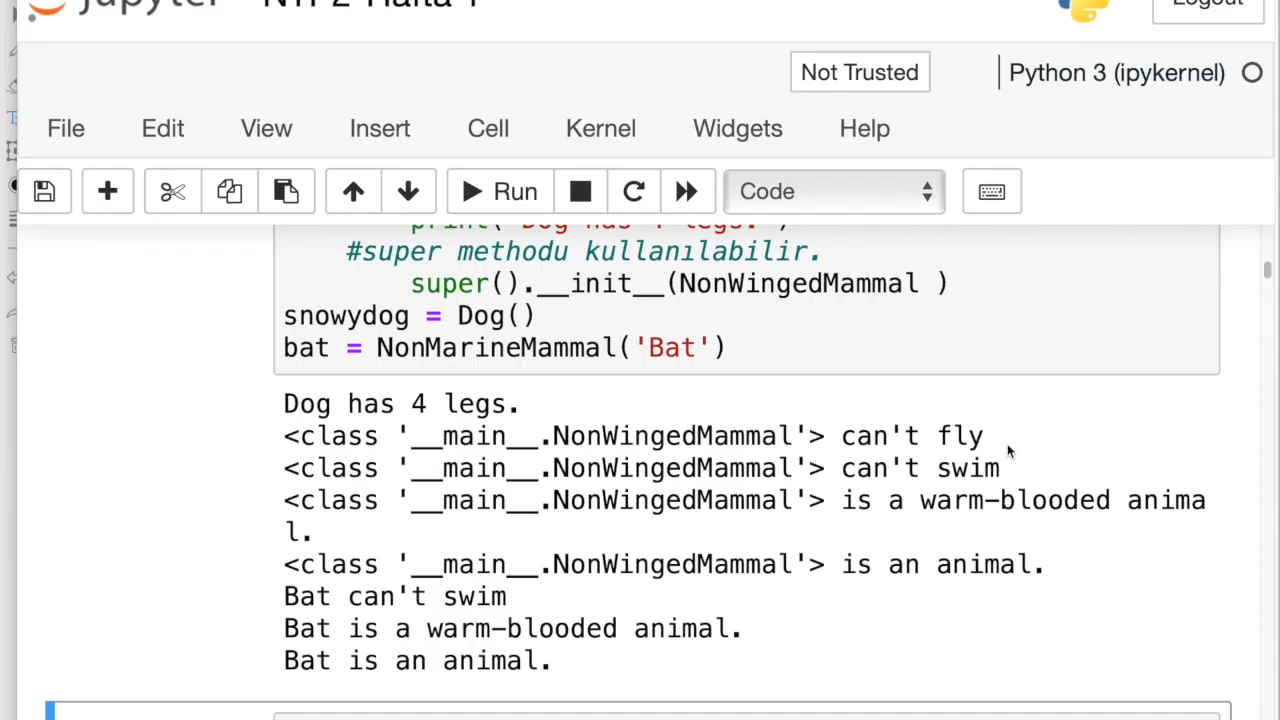 Not Trusted
Python 3 (ipykernel)
File Edit View Insert Cell Kernel Widgets Help
Run Code
#super methodu kullanılabilir.
super().__init__(NonWingedMammal )
snowydog = Dog()
bat = NonMarineMammal('Bat')
Dog has 4 legs.
<class '__main__.NonWingedMammal'> can't fly
<class '__main__.NonWingedMammal'> can't swim
<class '__main__.NonWingedMammal'> is a warm-blooded anima
l.
<class '__main__.NonWingedMammal'> is an animal.
Bat can't swim
Bat is a warm-blooded animal.
Bat is an animal.